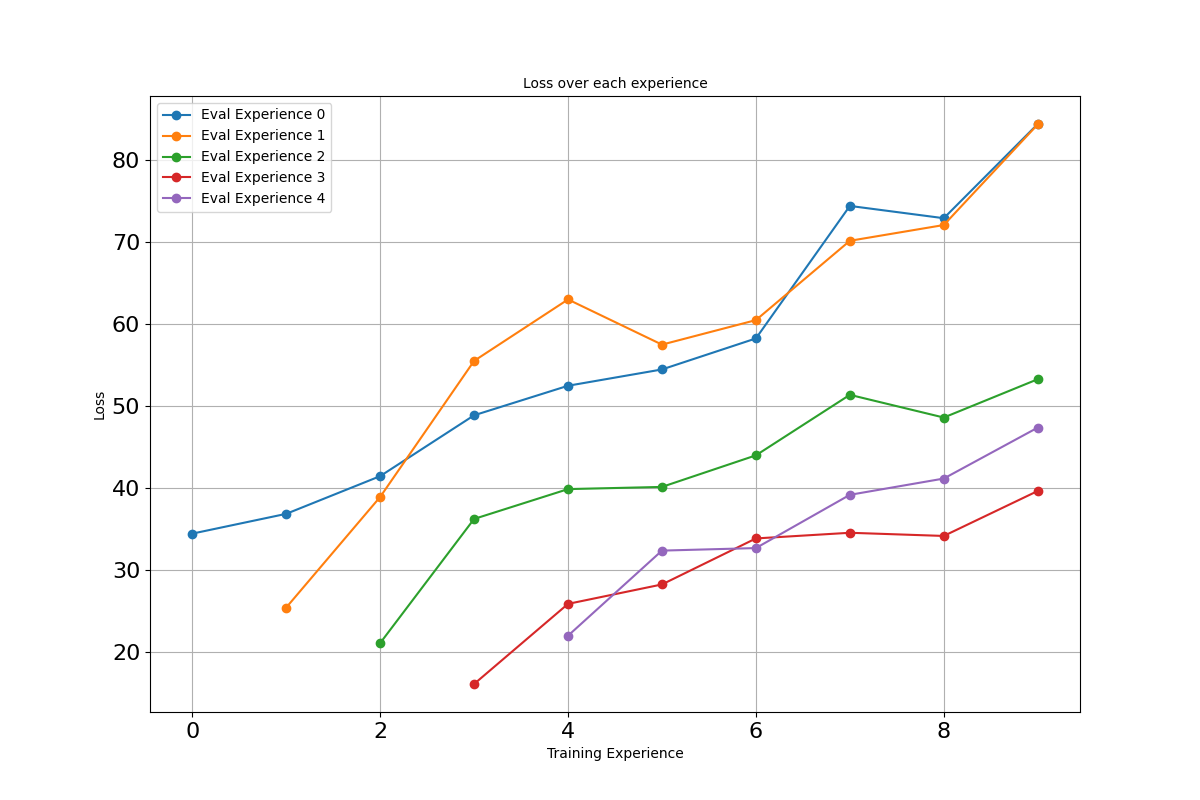 Loss over each experience
Eval Experience 0
Eval Experience 1
Eval Experience 2
Eval Experience 3
Eval Experience 4
80
70
60
50
40
30
20
Loss
0 2 4 6 8
Training Experience